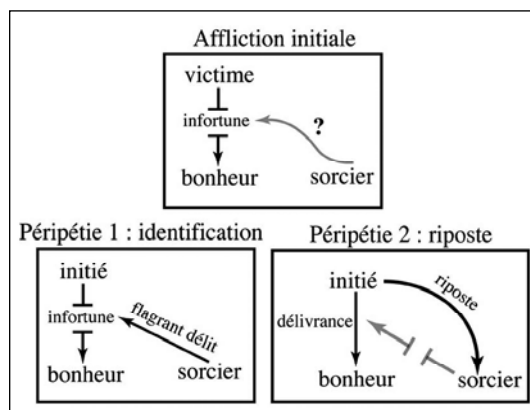 Affliction initiale
victime
infortune
?
bonheur sorcier
Péripétie 1 : identification
initié
infortune
flagrant délit
bonheur sorcier
Péripétie 2 : riposte
initié
riposte
délivrance
bonheur sorcier